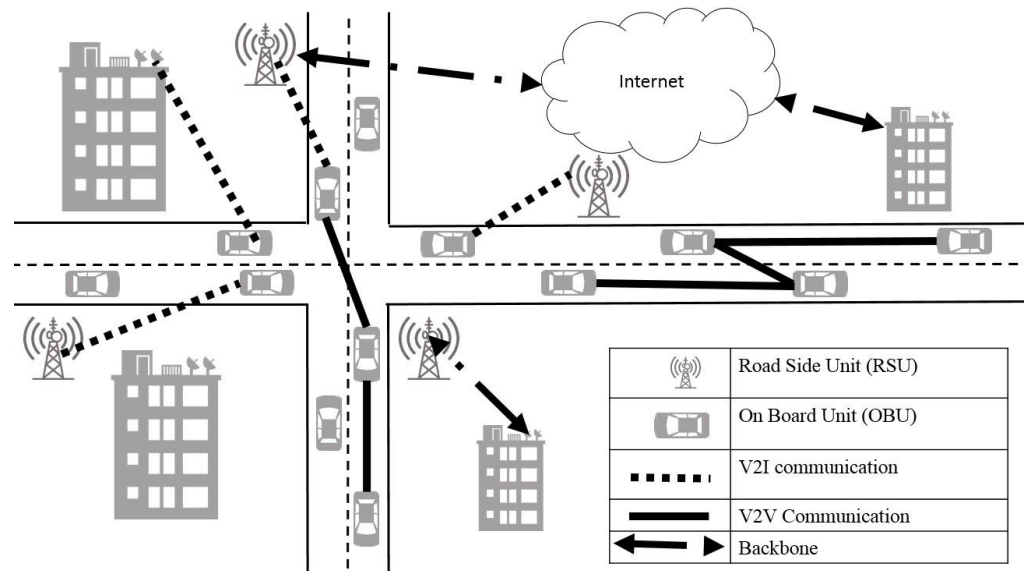 Internet
Road Side Unit (RSU)
On Board Unit (OBU)
V2I communication
V2V Communication
Backbone